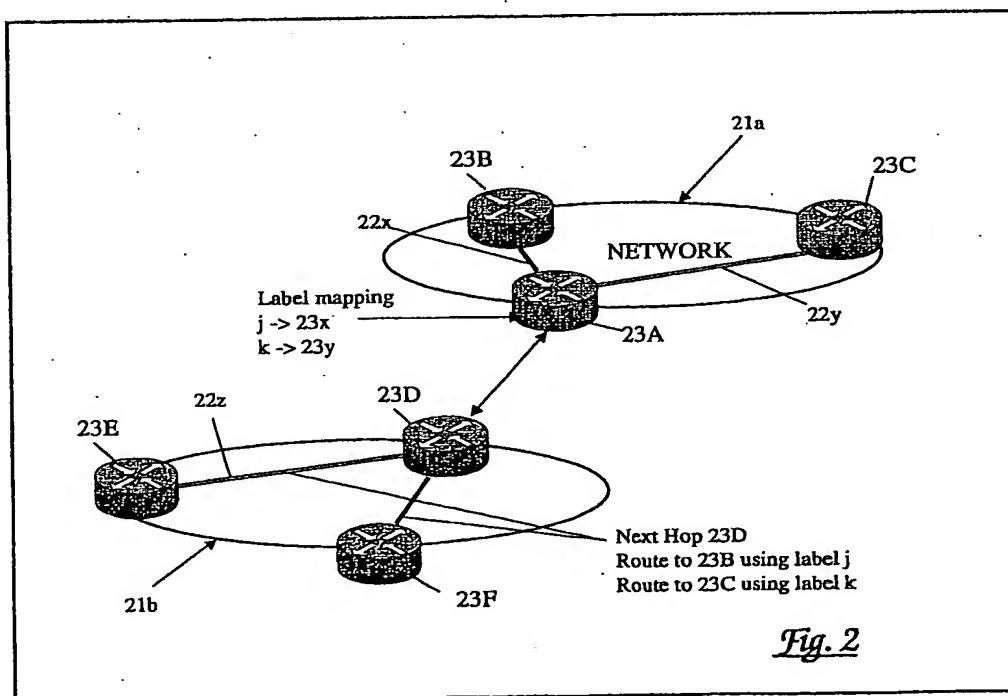 21a
23B
23C
22x
NETWORK
Label mapping
j -> 23x
k -> 23y
23A
22y
23D
22z
23E
Next Hop 23D
Route to 23B using label j
Route to 23C using label k
23F
21b
Fig. 2